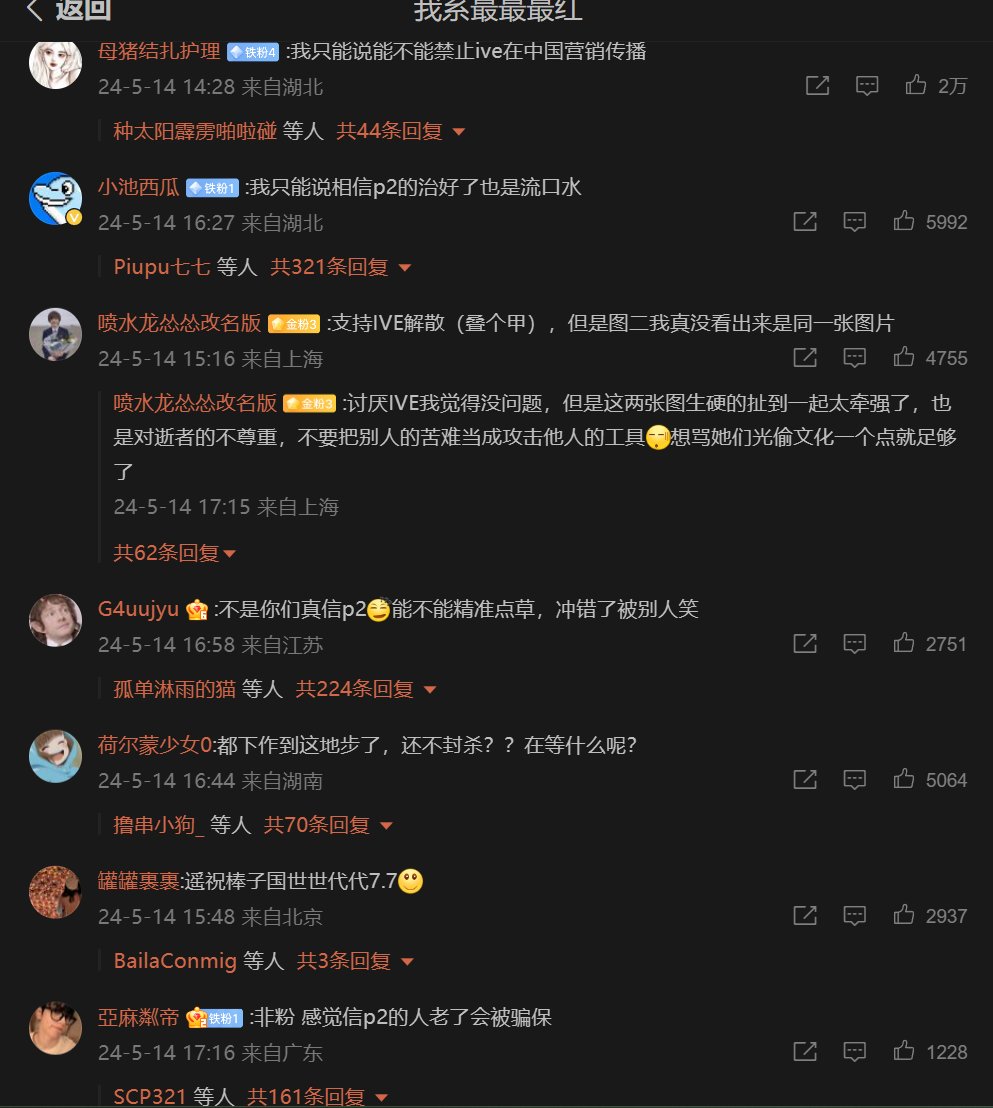 返回
我系最最最红
母猪结扎护理 铁粉4 :我只能说能不能禁止ive在中国营销传播
24-5-14 14:28 来自湖北
2万
种太阳霹雳啪啦碰 等人 共44条回复
小池西瓜 铁粉1 :我只能说相信p2的治好了也是流口水
24-5-14 16:27 来自湖北
5992
Piupu七七 等人 共321条回复
喷水龙怂怂改名版 金粉3 :支持IVE解散（叠个甲），但是图二我真没看出来是同一张图片
24-5-14 15:16 来自上海
4755
喷水龙怂怂改名版 金粉3 :讨厌IVE我觉得没问题，但是这两张图生硬的扯到一起太牵强了，也
是对逝者的不尊重，不要把别人的苦难当成攻击他人的工具想骂她们光偷文化一个点就足够
了
24-5-14 17:15 来自上海
共62条回复
G4uujyu :不是你们真信p2能不能精准点草，冲错了被别人笑
24-5-14 16:58 来自江苏
2751
孤单淋雨的猫 等人 共224条回复
荷尔蒙少女0:都下作到这地步了，还不封杀？？在等什么呢？
24-5-14 16:44 来自湖南
5064
撸串小狗_ 等人 共70条回复
罐罐裹裹:遥祝棒子国世世代代7.7
24-5-14 15:48 来自北京
2937
BailaConmig 等人 共3条回复
亞麻粼帝 铁粉1 :非粉 感觉信p2的人老了会被骗保
24-5-14 17:16 来自广东
1228
SCP321 等人 共161条回复